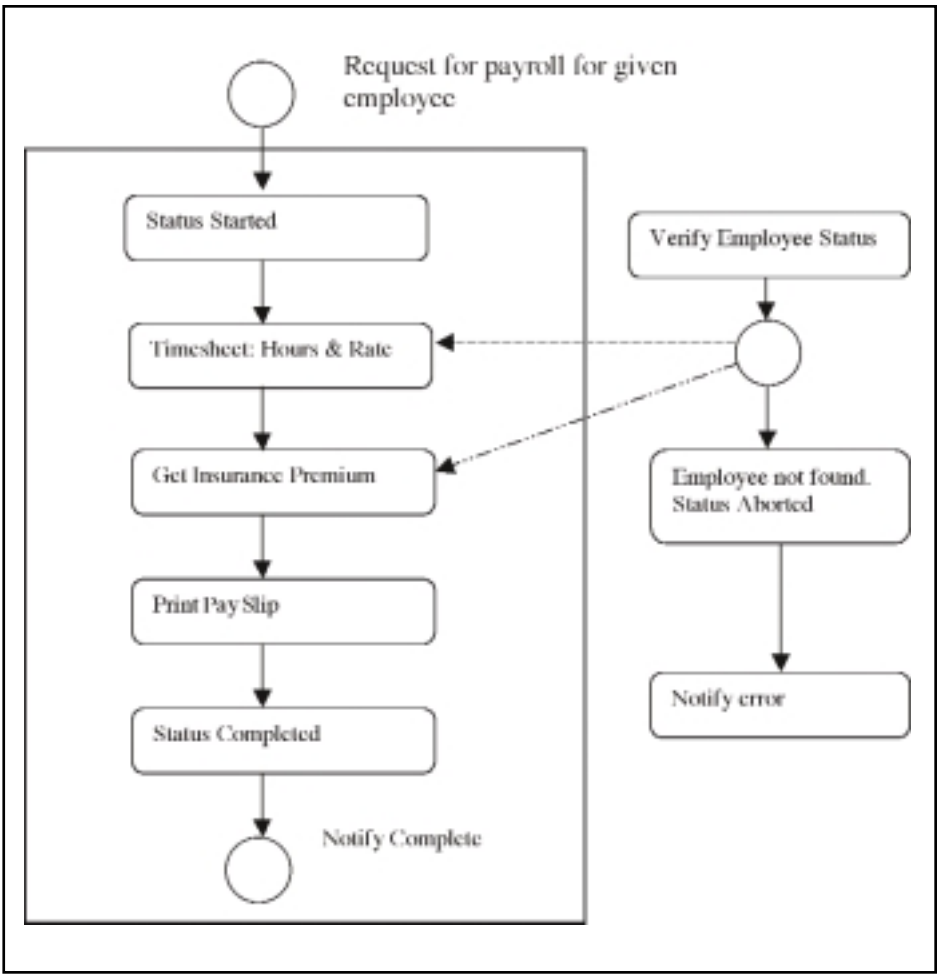 Request for payroll for given
employee
Status Started
Verify Employee Status
Timesheet: Hours & Rate
Get Insurance Premium
Employee not found.
Status Aborted
Print Pay Slip
Notify error
Status Completed
Notify Complete